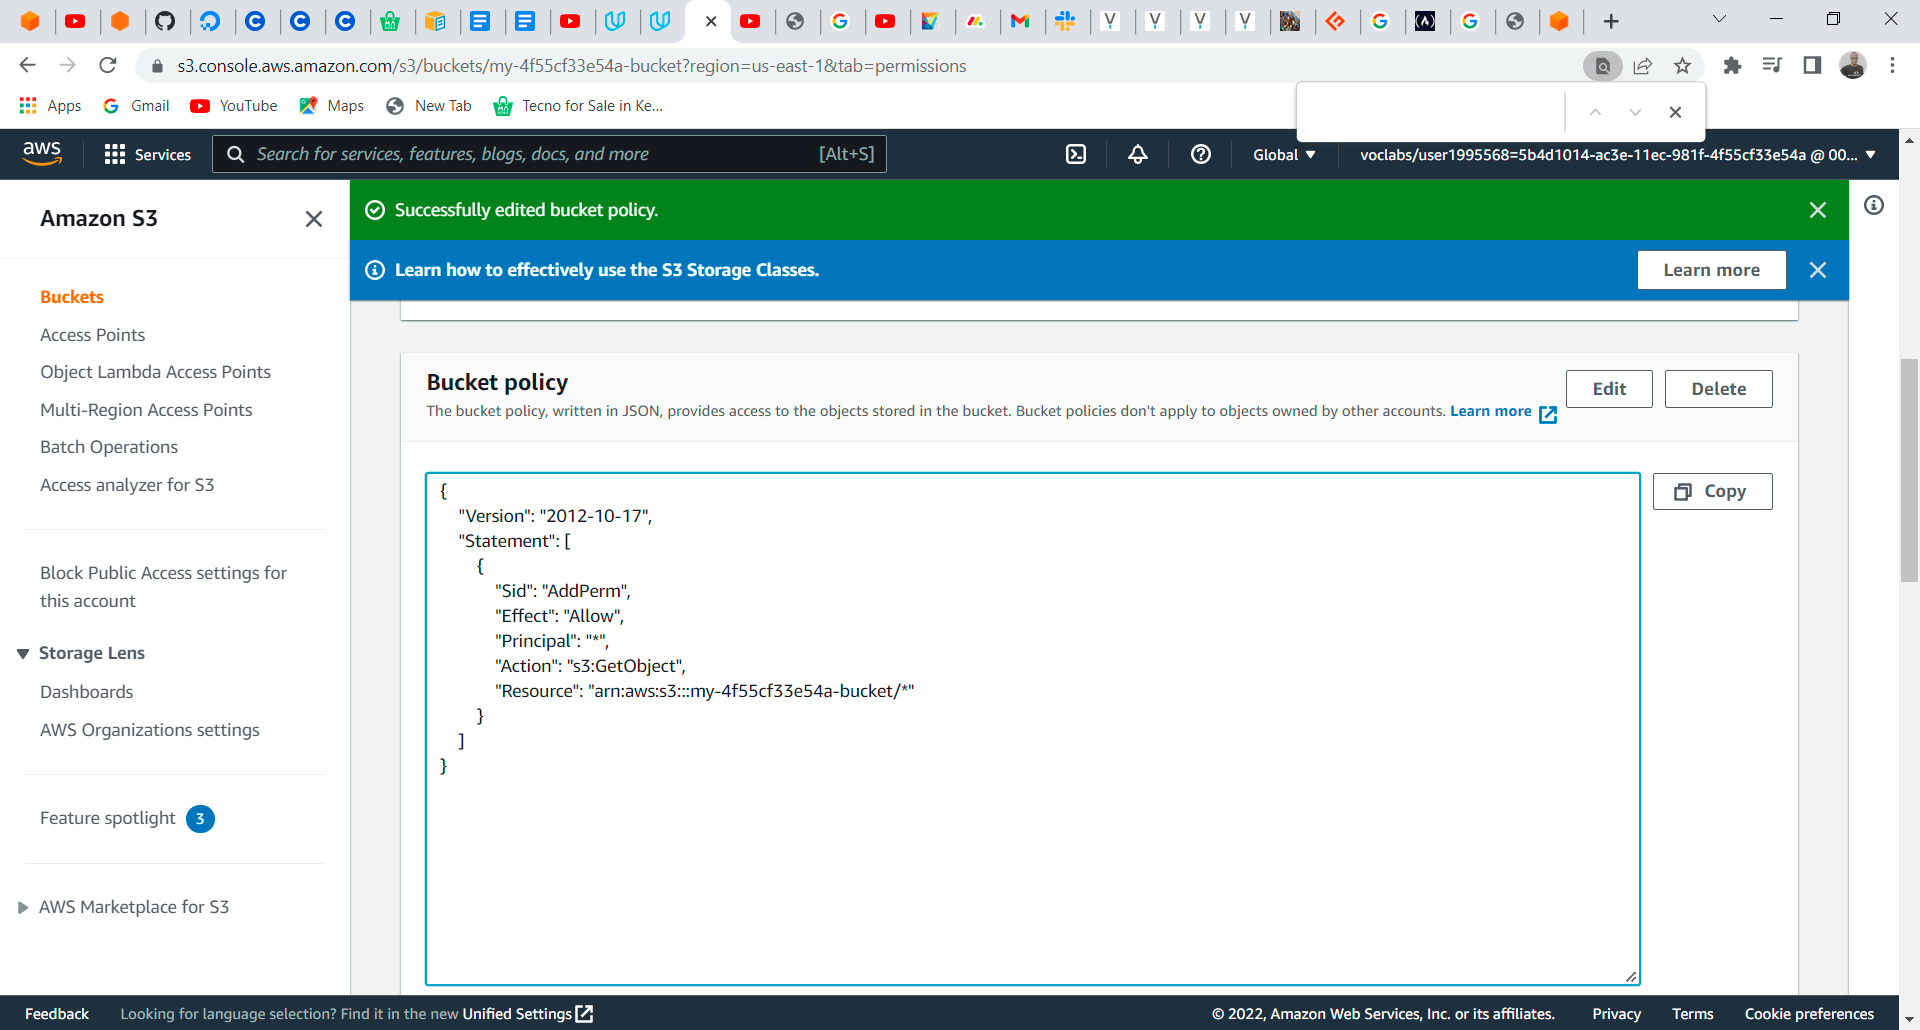 s3.console.aws.amazon.com/s3/buckets/my-4f55cf33e54a-bucket?region=us-east-1&tab=permissions
Apps Gmail YouTube Maps New Tab Tecno for Sale in Ke...
aws Services Search for services, features, blogs, docs, and more [Alt+S] Global voclabs/user1995568=5b4d1014-ac3e-11ec-981f-4f55cf33e54a @ 00...
Amazon S3
Buckets
Access Points
Object Lambda Access Points
Multi-Region Access Points
Batch Operations
Access analyzer for S3
Block Public Access settings for
this account
Storage Lens
Dashboards
AWS Organizations settings
Feature spotlight 3
AWS Marketplace for S3
Successfully edited bucket policy.
Learn how to effectively use the S3 Storage Classes. Learn more
Bucket policy
Edit Delete
The bucket policy, written in JSON, provides access to the objects stored in the bucket. Bucket policies don't apply to objects owned by other accounts. Learn more
Copy
{
"Version": "2012-10-17",
"Statement": [
{
"Sid": "AddPerm",
"Effect": "Allow",
"Principal": "*",
"Action": "s3:GetObject",
"Resource": "arn:aws:s3:::my-4f55cf33e54a-bucket/*"
}
]
}
Feedback Looking for language selection? Find it in the new Unified Settings © 2022, Amazon Web Services, Inc. or its affiliates. Privacy Terms Cookie preferences